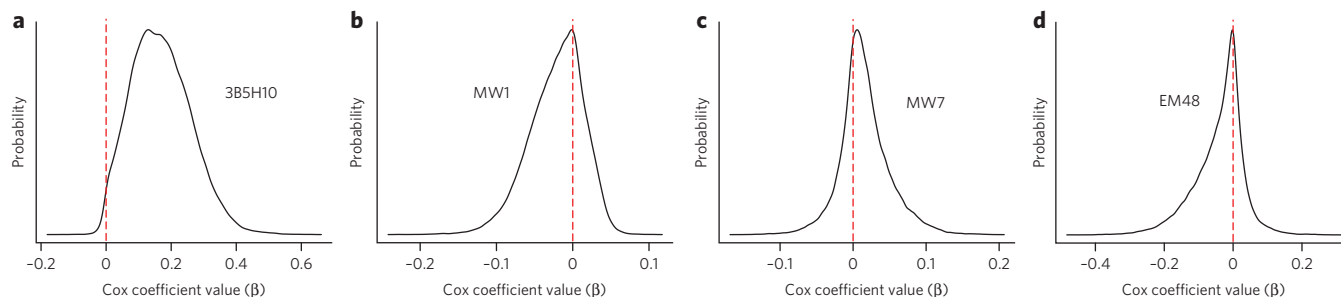 a
Probability
3B5H10
-0.2 0 0.2 0.4 0.6
Cox coefficient value (β)
b
Probability
MW1
-0.2 -0.1 0 0.1
Cox coefficient value (β)
c
Probability
MW7
-0.1 0 0.1 0.2
Cox coefficient value (β)
d
Probability
EM48
-0.4 -0.2 0 0.2
Cox coefficient value (β)